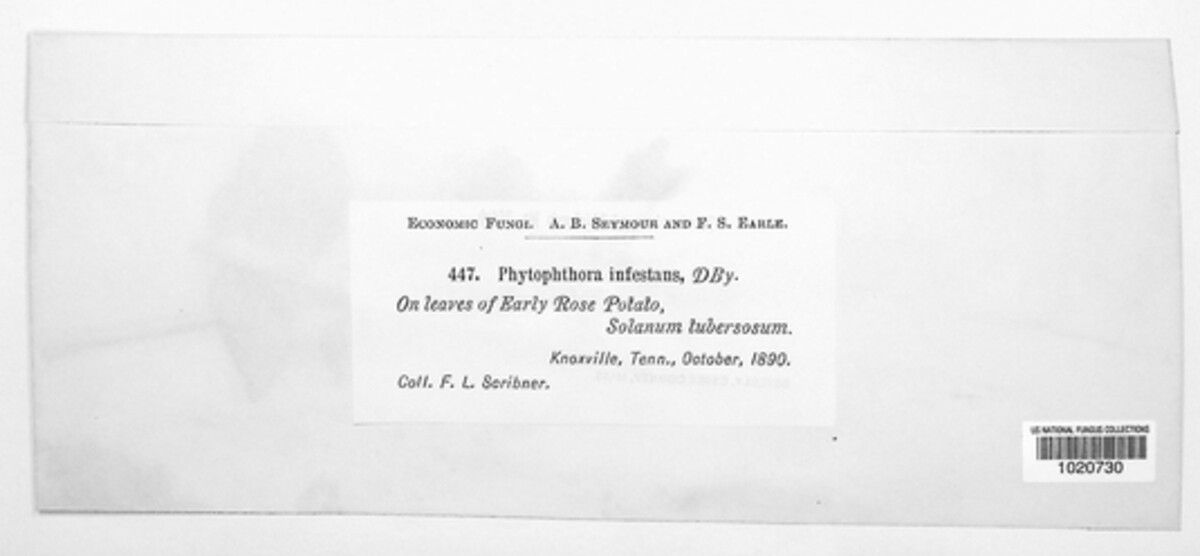 Economic Fungi. A. B. Seymour and F. S. Earle.
447. Phytophthora infestans, DBy.
On leaves of Early Rose Potato,
Solanum tubersosum.
Knoxville, Tenn., October, 1890.
Coll. F. L. Scribner.
US NATIONAL FUNGUS COLLECTIONS
1020730